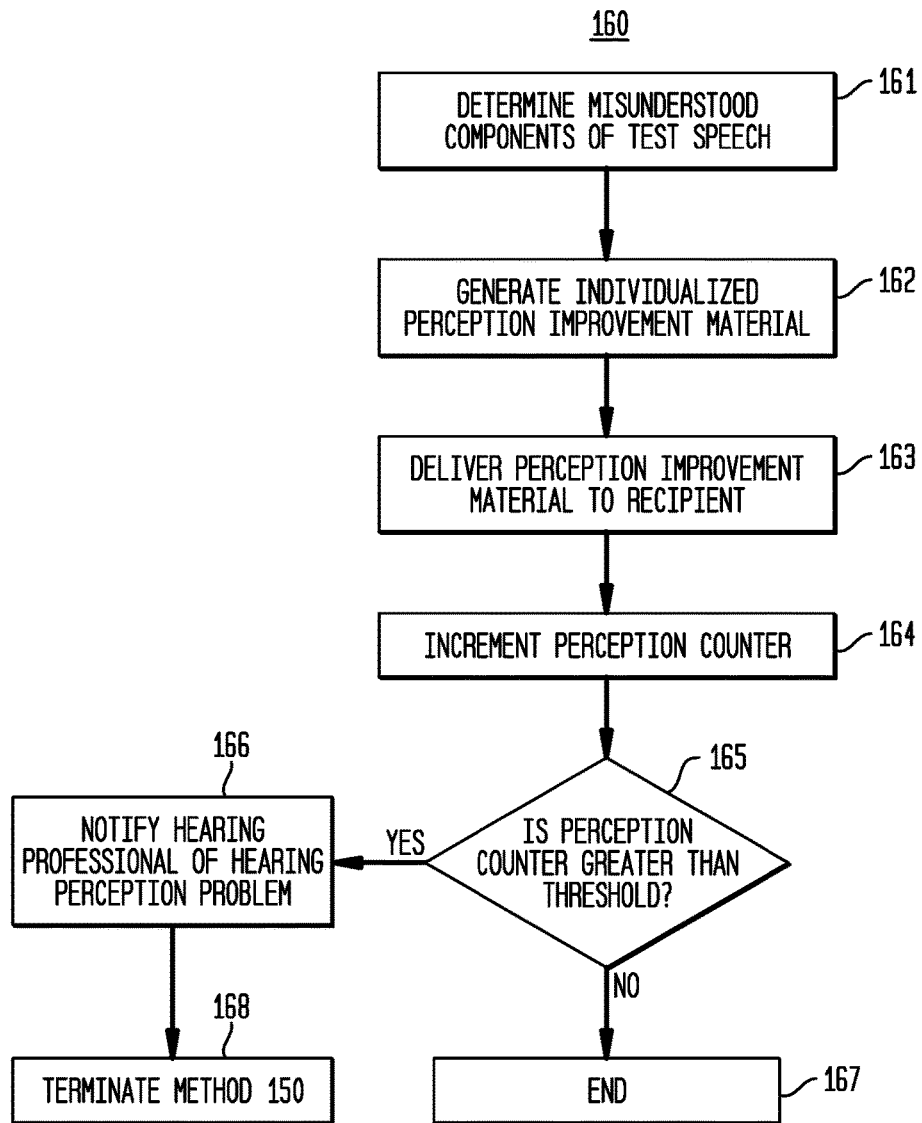 160
161
DETERMINE MISUNDERSTOOD
COMPONENTS OF TEST SPEECH
162
GENERATE INDIVIDUALIZED
PERCEPTION IMPROVEMENT MATERIAL
163
DELIVER PERCEPTION IMPROVEMENT
MATERIAL TO RECIPIENT
164
INCREMENT PERCEPTION COUNTER
165
IS PERCEPTION
COUNTER GREATER THAN
THRESHOLD?
YES
NO
166
NOTIFY HEARING
PROFESSIONAL OF HEARING
PERCEPTION PROBLEM
168
TERMINATE METHOD 150
END
167